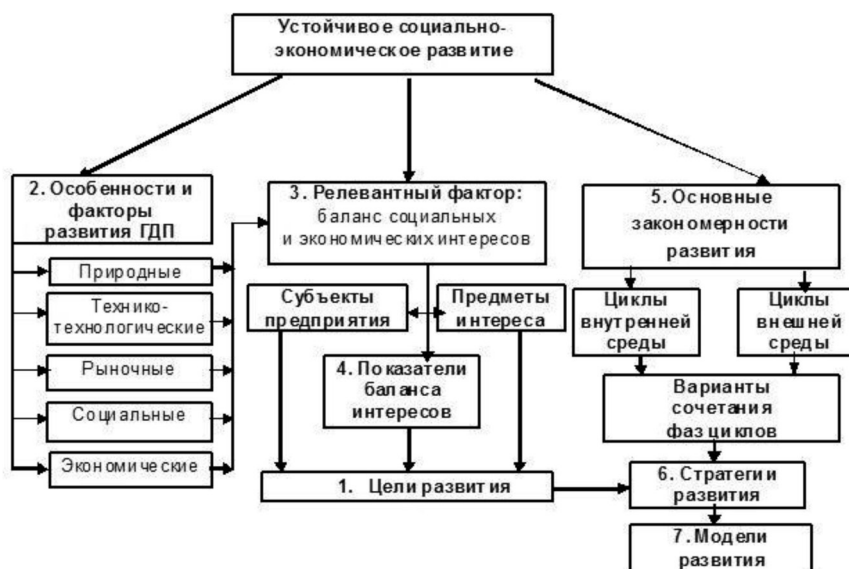 Устойчивое социально-
экономическое развитие
2. Особенности и
факторы
развития ГДП
Природные
Технико-
технологические
Рыночные
Социальные
Экономические
3. Релевантный фактор:
баланс социальных
и экономических интересов
Субъекты
предприятия
Предметы
интереса
4. Показатели
баланса
интересов
1. Цели развития
5. Основные
закономерности
развития
Циклы
внутренней
среды
Циклы
внешней
среды
Варианты
сочетания
фаз циклов
6. Стратегии
развития
7. Модели
развития